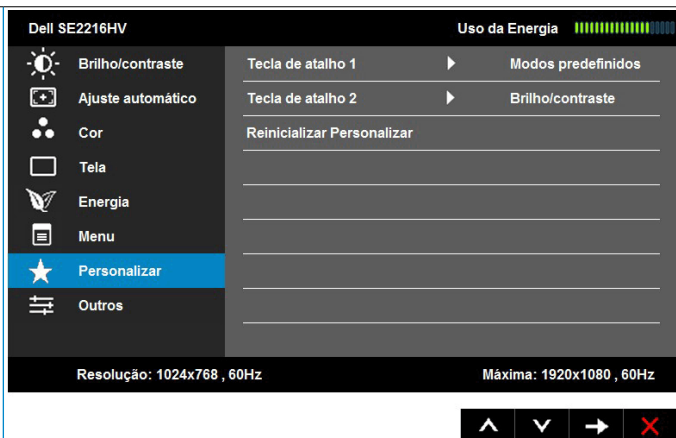 Dell SE2216HV Uso da Energia
Brilho/contraste Tecla de atalho 1 Modos predefinidos
Ajuste automático Tecla de atalho 2 Brilho/contraste
Cor Reinicializar Personalizar
Tela
Energia
Menu
Personalizar
Outros
Resolução: 1024x768 , 60Hz Máxima: 1920x1080 , 60Hz